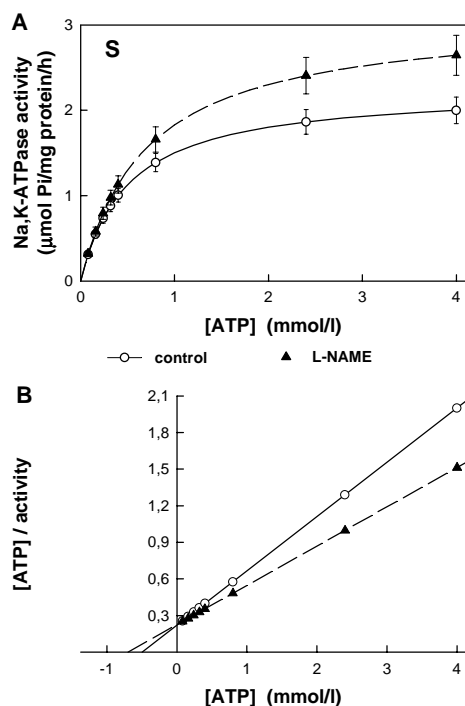 A
S
Na,K-ATPase activity
(μmol Pi/mg protein/h)
3
2
1
0
0 1 2 3 4
[ATP] (mmol/l)
control L-NAME
B
[ATP] / activity
2,1
1,8
1,5
1,2
0,9
0,6
0,3
-1 0 1 2 3 4
[ATP] (mmol/l)